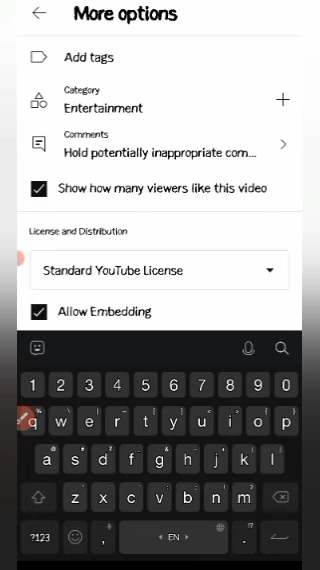 More options
Add tags
Category
Entertainment
Comments
Hold potentially inappropriate com...
Show how many viewers like this video
License and Distribution
Standard YouTube License
Allow Embedding
1 2 3 4 5 6 7 8 9 0
q w e r t y u i o p
a s d f g h j k l
z x c v b n m
?123 , EN .